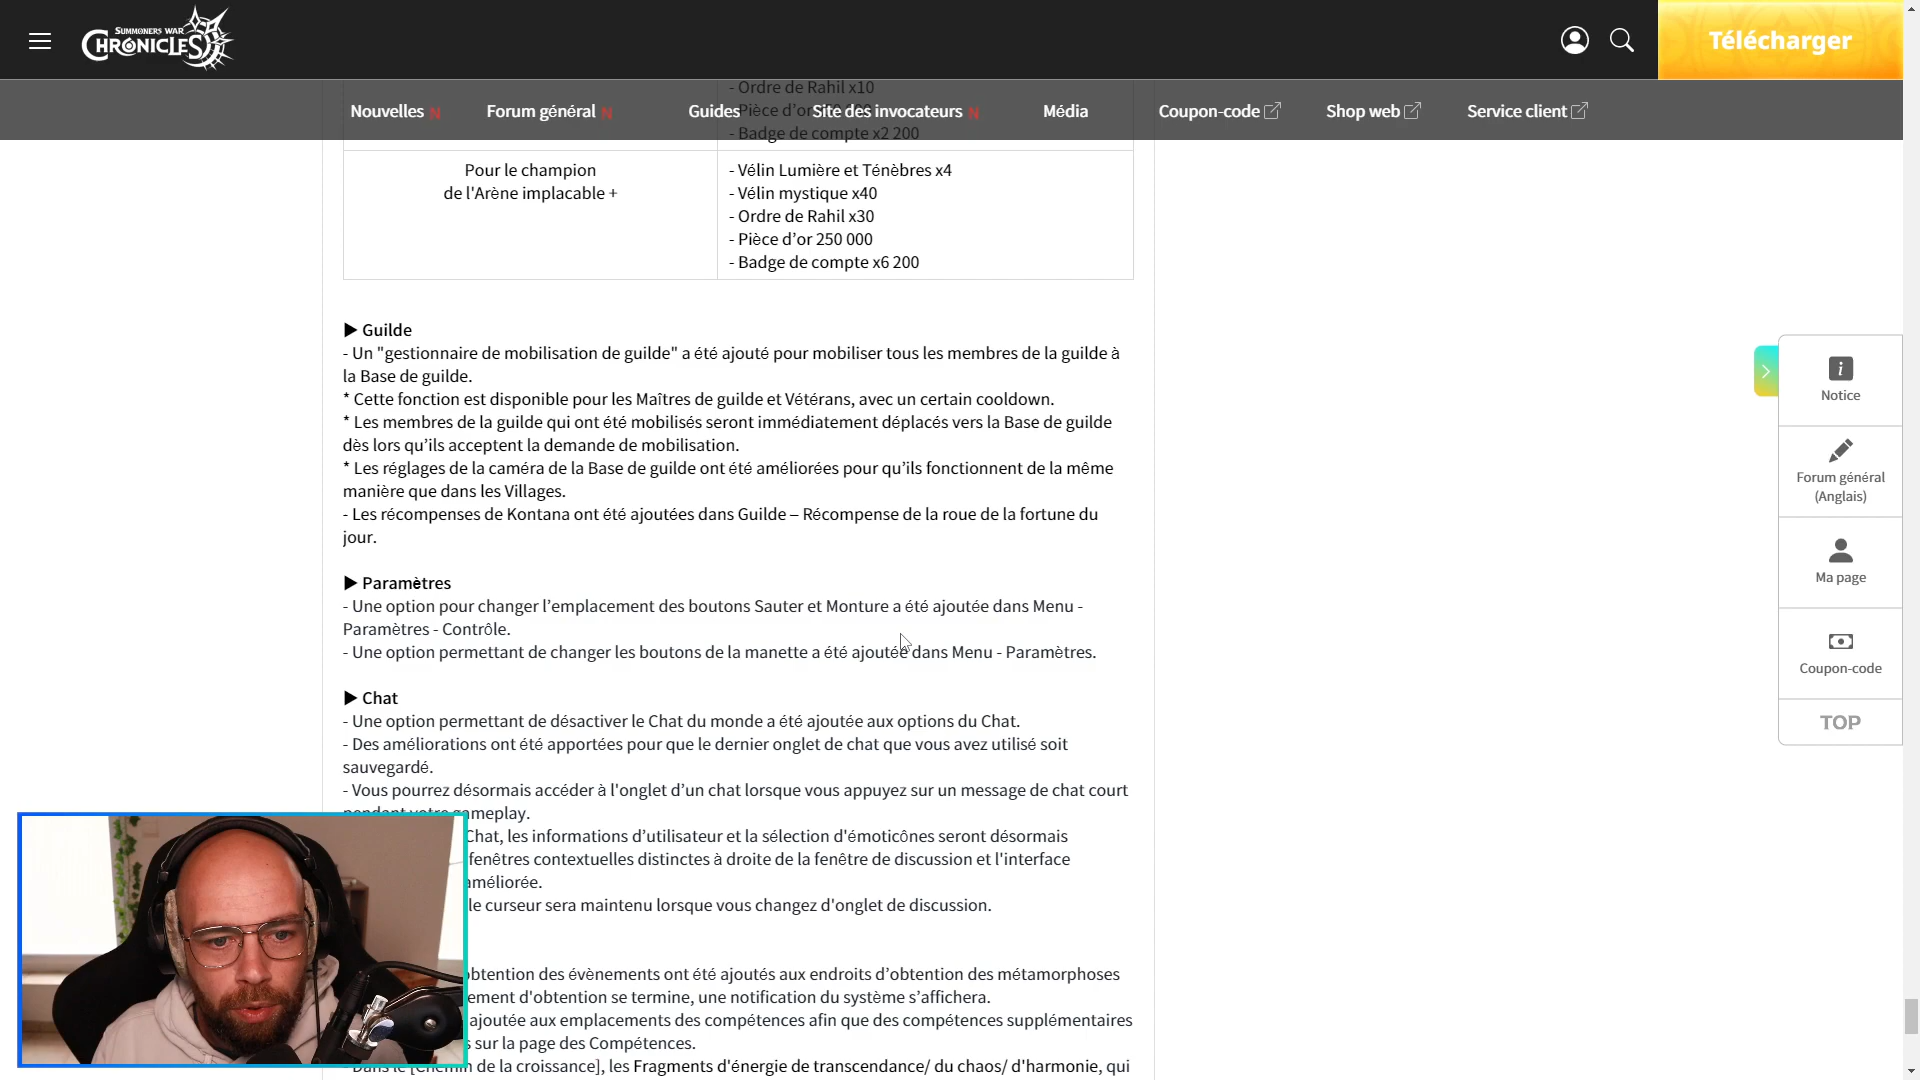 SUMMONERS WAR
CHRONICLES
Télécharger
- Ordre de Rahil x10
Nouvelles N
Forum général N
Guides
Site des invocateurs N
Média
Coupon-code
Shop web
Service client
- Badge de compte x2 200
Pour le champion
de l'Arène implacable +
- Vélin Lumière et Ténèbres x4
- Vélin mystique x40
- Ordre de Rahil x30
- Pièce d’or 250 000
- Badge de compte x6 200
▶ Guilde
- Un "gestionnaire de mobilisation de guilde" a été ajouté pour mobiliser tous les membres de la guilde à
la Base de guilde.
* Cette fonction est disponible pour les Maîtres de guilde et Vétérans, avec un certain cooldown.
* Les membres de la guilde qui ont été mobilisés seront immédiatement déplacés vers la Base de guilde
dès lors qu’ils acceptent la demande de mobilisation.
* Les réglages de la caméra de la Base de guilde ont été améliorées pour qu’ils fonctionnent de la même
manière que dans les Villages.
- Les récompenses de Kontana ont été ajoutées dans Guilde – Récompense de la roue de la fortune du
jour.
▶ Paramètres
- Une option pour changer l’emplacement des boutons Sauter et Monture a été ajoutée dans Menu -
Paramètres - Contrôle.
- Une option permettant de changer les boutons de la manette a été ajoutée dans Menu - Paramètres.
▶ Chat
- Une option permettant de désactiver le Chat du monde a été ajoutée aux options du Chat.
- Des améliorations ont été apportées pour que le dernier onglet de chat que vous avez utilisé soit
sauvegardé.
- Vous pourrez désormais accéder à l'onglet d’un chat lorsque vous appuyez sur un message de chat court
gameplay.
Chat, les informations d’utilisateur et la sélection d'émoticônes seront désormais
fenêtres contextuelles distinctes à droite de la fenêtre de discussion et l'interface
améliorée.
le curseur sera maintenu lorsque vous changez d'onglet de discussion.
obtention des évènements ont été ajoutés aux endroits d’obtention des métamorphoses
ement d'obtention se termine, une notification du système s’affichera.
ajoutée aux emplacements des compétences afin que des compétences supplémentaires
s sur la page des Compétences.
de la croissance], les Fragments d'énergie de transcendance/ du chaos/ d'harmonie, qui
Notice
Forum général
(Anglais)
Ma page
Coupon-code
TOP